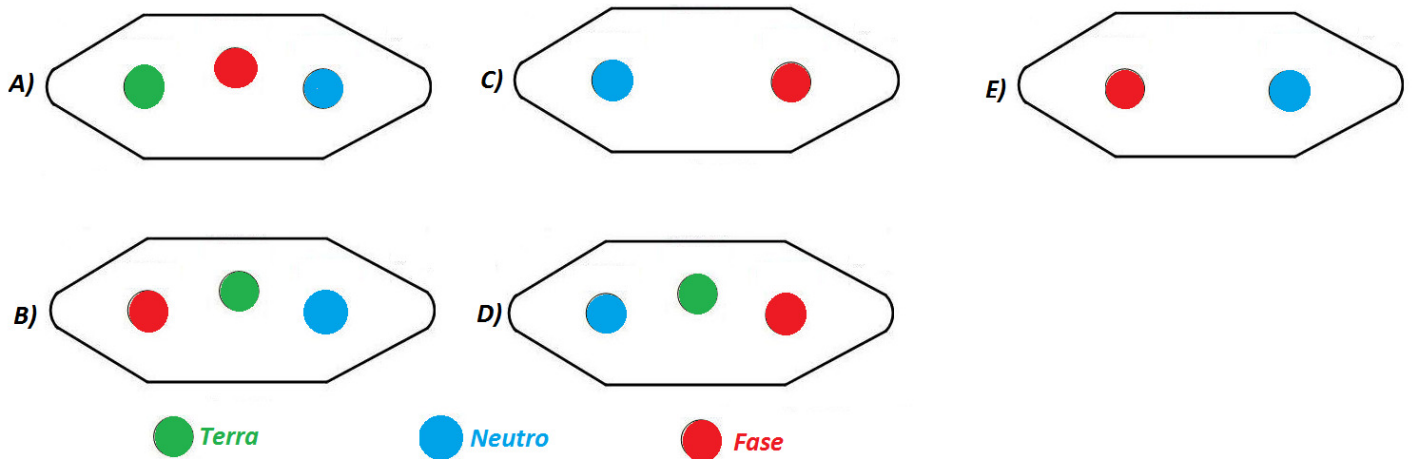 A)
C)
E)
B)
D)
Terra
Neutro
Fase